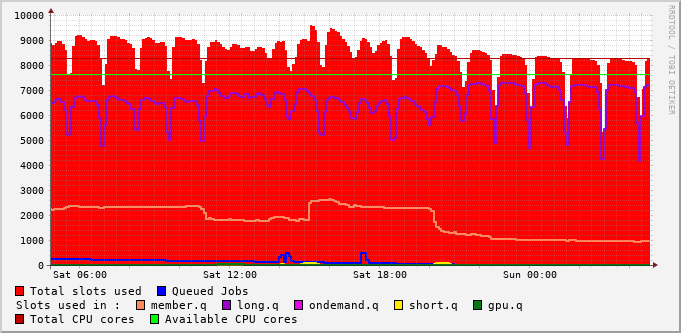 10000
9000
8000
7000
6000
5000
4000
3000
2000
1000
0
Sat 06:00 Sat 12:00 Sat 18:00 Sun 00:00
Total slots used Queued Jobs
Slots used in : member.q long.q ondemand.q short.q gpu.q
Total CPU cores Available CPU cores
RRDTOOL / TOBI OETIKER